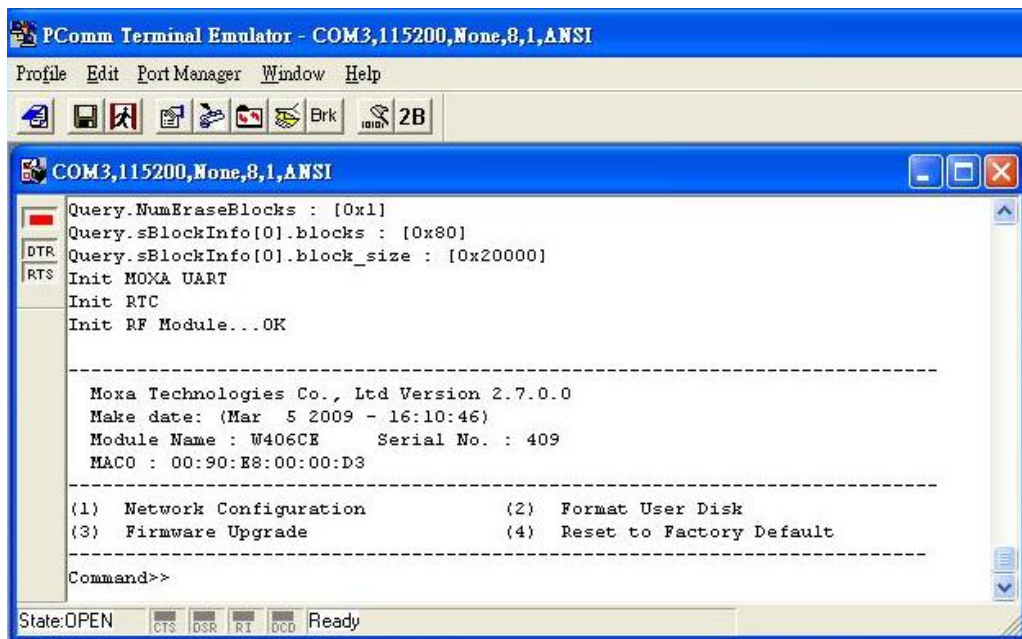 PComm Terminal Emulator - COM3,115200,None,8,1,ANSI
Profile Edit Port Manager Window Help
Brk 2B
COM3,115200,None,8,1,ANSI
DTR
RTS
Query.NumEraseBlocks : [0x1]
Query.sBlockInfo[0].blocks : [0x80]
Query.sBlockInfo[0].block_size : [0x20000]
Init MOXA UART
Init RTC
Init RF Module...OK
--------------------------------------------------------------------------------
Moxa Technologies Co., Ltd Version 2.7.0.0
Make date: (Mar  5 2009 - 16:10:46)
Module Name : W406CE     Serial No. : 409
MAC0 : 00:90:E8:00:00:D3
--------------------------------------------------------------------------------
(1)  Network Configuration             (2)  Format User Disk
(3)  Firmware Upgrade                  (4)  Reset to Factory Default
-------------------------------------------------------------------------------
Command>>
State:OPEN CTS DSR RI DCD Ready